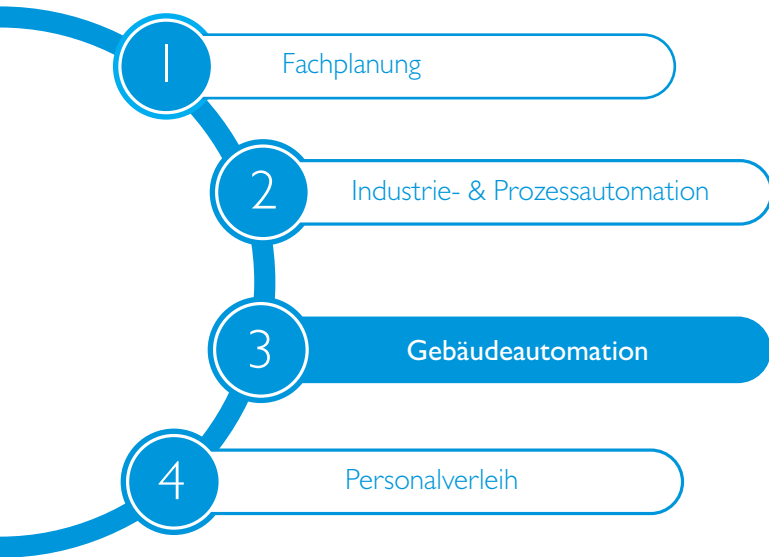 1 Fachplanung
2 Industrie- & Prozessautomation
3 Gebäudeautomation
4 Personalverleih